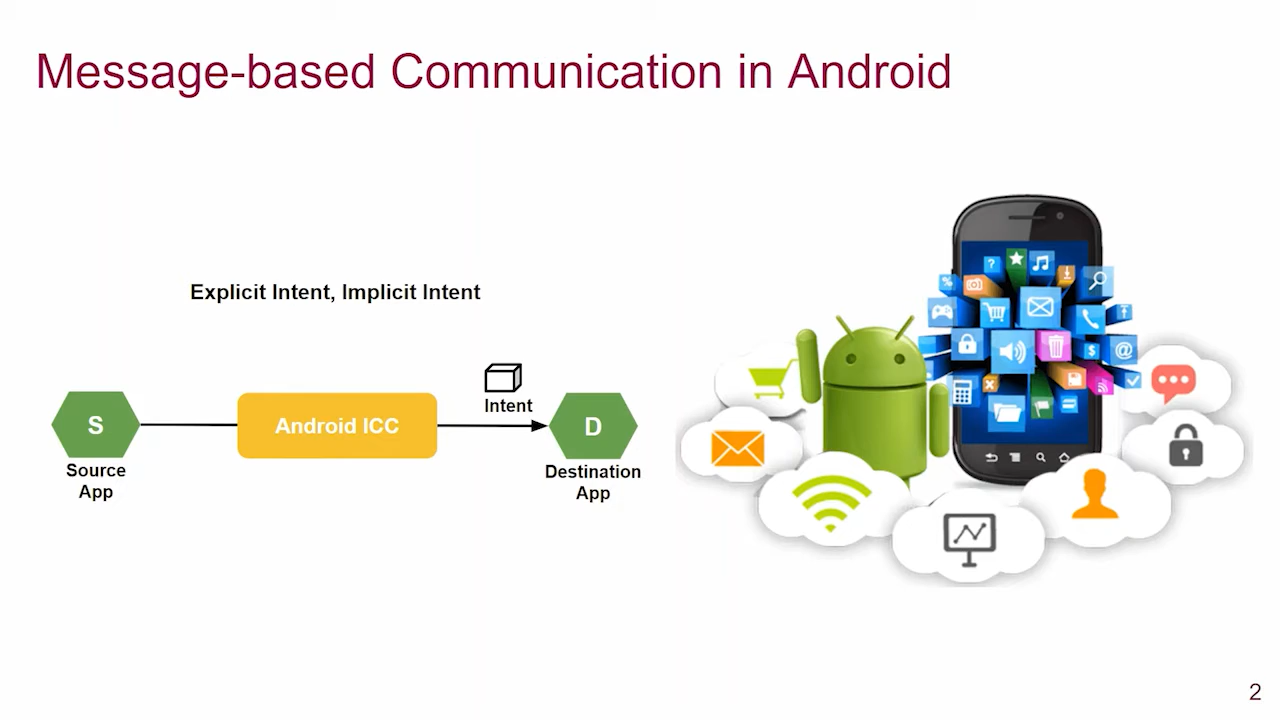 Message-based Communication in Android
Explicit Intent, Implicit Intent
Intent
S
Android ICC
D
Source
App
Destination
App
2